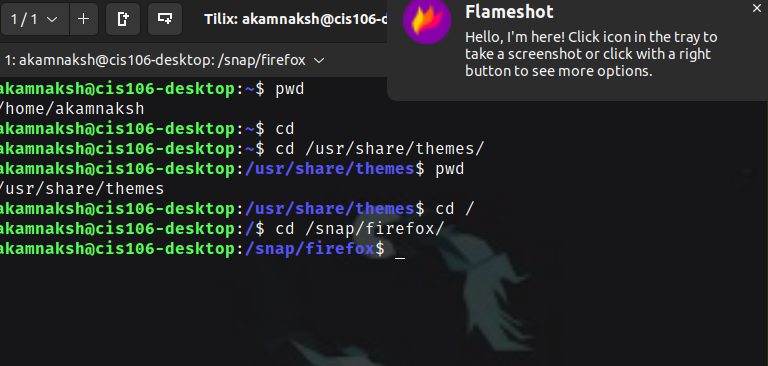 1 / 1
Tilix: akamnaksh@cis106-d
Flameshot
Hello, I'm here! Click icon in the tray to
take a screenshot or click with a right
button to see more options.
1: akamnaksh@cis106-desktop: /snap/firefox
akamnaksh@cis106-desktop:~$ pwd
/home/akamnaksh
akamnaksh@cis106-desktop:~$ cd
akamnaksh@cis106-desktop:~$ cd /usr/share/themes/
akamnaksh@cis106-desktop:/usr/share/themes$ pwd
/usr/share/themes
akamnaksh@cis106-desktop:/usr/share/themes$ cd /
akamnaksh@cis106-desktop:/$ cd /snap/firefox/
akamnaksh@cis106-desktop:/snap/firefox$ _